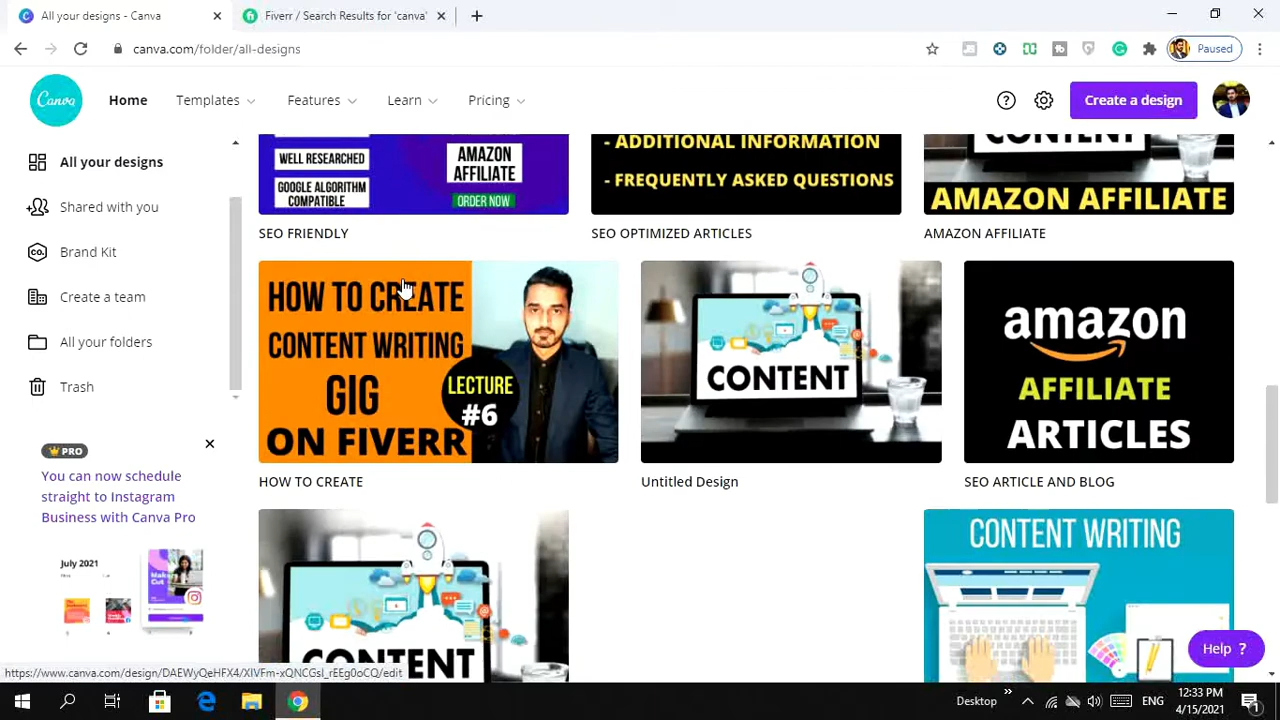 All your designs - Canva
Fiverr / Search Results for 'canva'
canva.com/folder/all-designs
Paused
Canva
Home
Templates
Features
Learn
Pricing
Create a design
All your designs
Shared with you
Brand Kit
Create a team
All your folders
Trash
PRO
You can now schedule
straight to Instagram
Business with Canva Pro
July 2021
WELL RESEARCHED
GOOGLE ALGORITHM
COMPATIBLE
AMAZON
AFFILIATE
ORDER NOW
SEO FRIENDLY
- ADDITIONAL INFORMATION
- FREQUENTLY ASKED QUESTIONS
SEO OPTIMIZED ARTICLES
CONTENT
AMAZON AFFILIATE
AMAZON AFFILIATE
HOW TO CREATE
CONTENT WRITING
GIG
ON FIVERR
LECTURE
#6
HOW TO CREATE
CONTENT
Untitled Design
amazon
AFFILIATE
ARTICLES
SEO ARTICLE AND BLOG
CONTENT
CONTENT WRITING
Help ?
https://www.canva.com/design/DAEWyQeHFX4/XIVFm-xQNCGsl_rEEg0oCQ/edit
Desktop
ENG
12:33 PM
4/15/2021